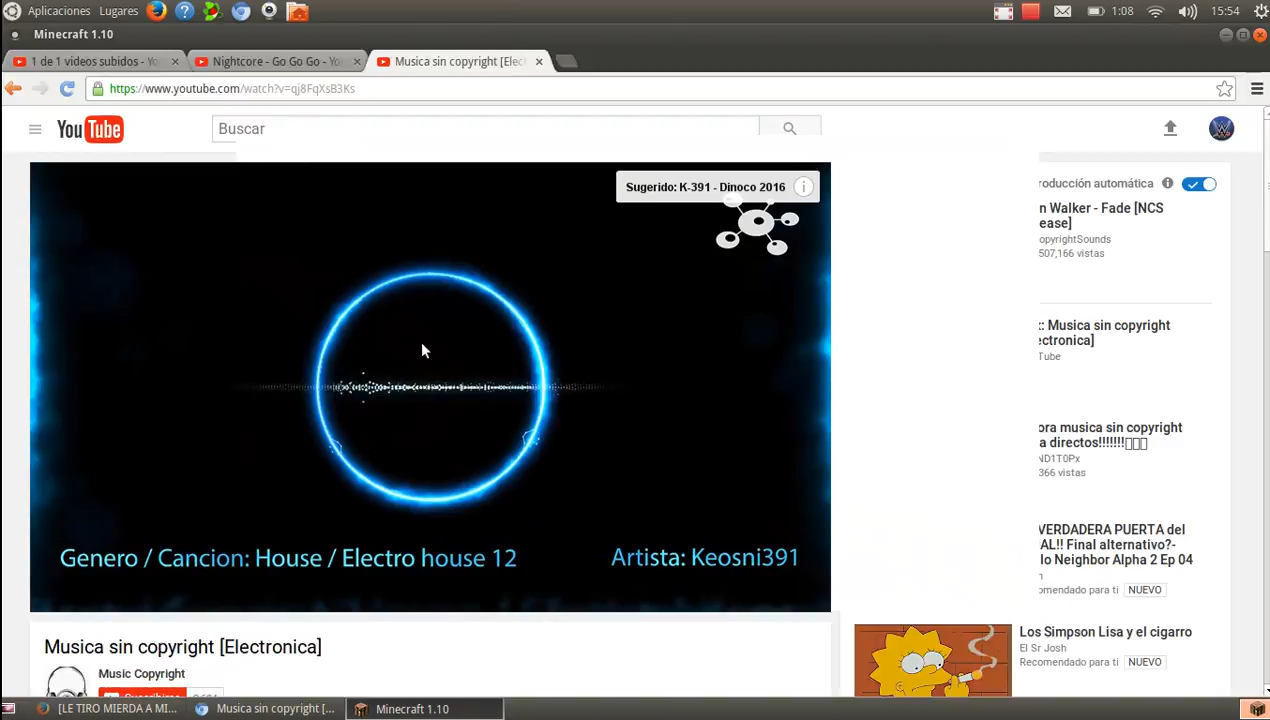 Aplicaciones Lugares 1:08 15:54
Minecraft 1.10
1 de 1 videos subidos - Yo
Nightcore - Go Go Go - Yo
Musica sin copyright [Elec
https://www.youtube.com/watch?v=qj8FqXsB3Ks
YouTube
Buscar
Sugerido: K-391 - Dinoco 2016
Genero / Cancion: House / Electro house 12
Artista: Keosni391
Musica sin copyright [Electronica]
Music Copyright
roducción automática
n Walker - Fade [NCS
ease]
opyrightSounds
507,166 vistas
: Musica sin copyright
ectronica]
Tube
ora musica sin copyright
a directos!!!!!!!
ND1T0Px
366 vistas
VERDADERA PUERTA del
AL!! Final alternativo?-
lo Neighbor Alpha 2 Ep 04
omendado para ti NUEVO
Los Simpson Lisa y el cigarro
El Sr Josh
Recomendado para ti NUEVO
[LE TIRO MIERDA A MI...
Musica sin copyright [...
Minecraft 1.10